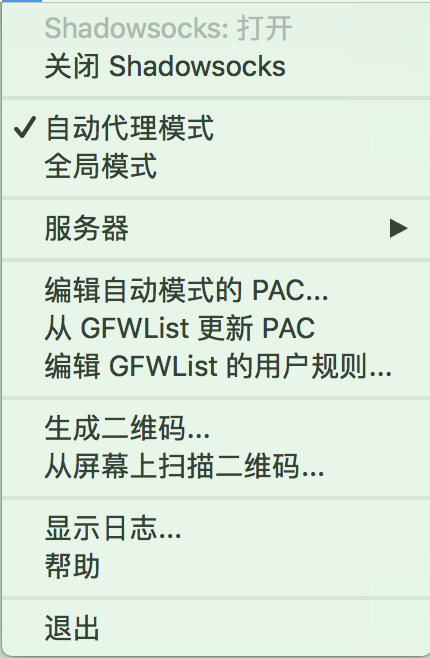 Shadowsocks: 打开
关闭 Shadowsocks
自动代理模式
全局模式
服务器
编辑自动模式的 PAC...
从 GFWList 更新 PAC
编辑 GFWList 的用户规则...
生成二维码...
从屏幕上扫描二维码...
显示日志...
帮助
退出